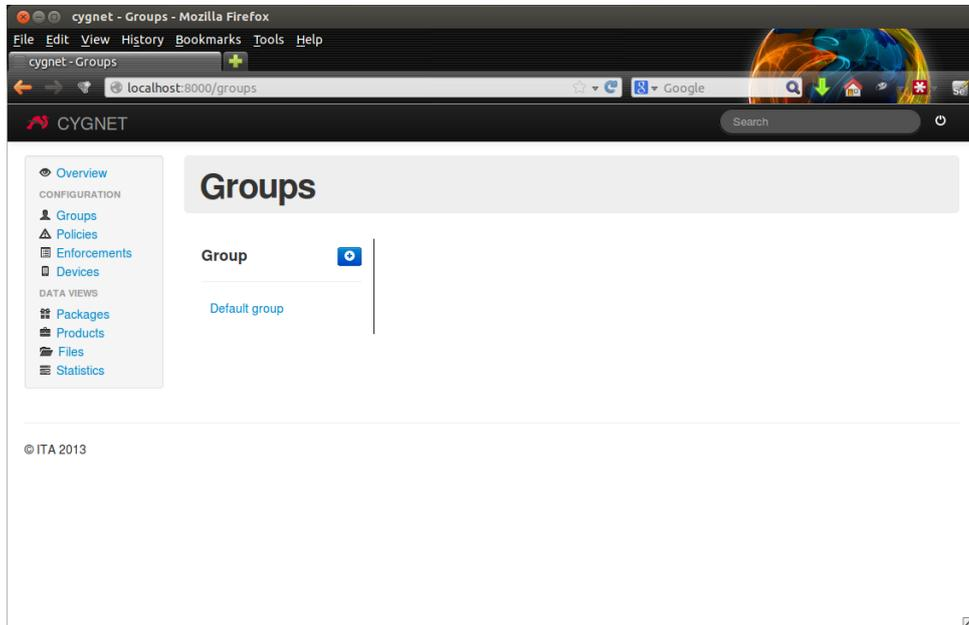 cygnet - Groups - Mozilla Firefox
File Edit View History Bookmarks Tools Help
cygnet - Groups
localhost:8000/groups
Google
Se
CYGNET
Search
Overview
CONFIGURATION
Groups
Policies
Enforcements
Devices
DATA VIEWS
Packages
Products
Files
Statistics
Groups
Group
Default group
© ITA 2013